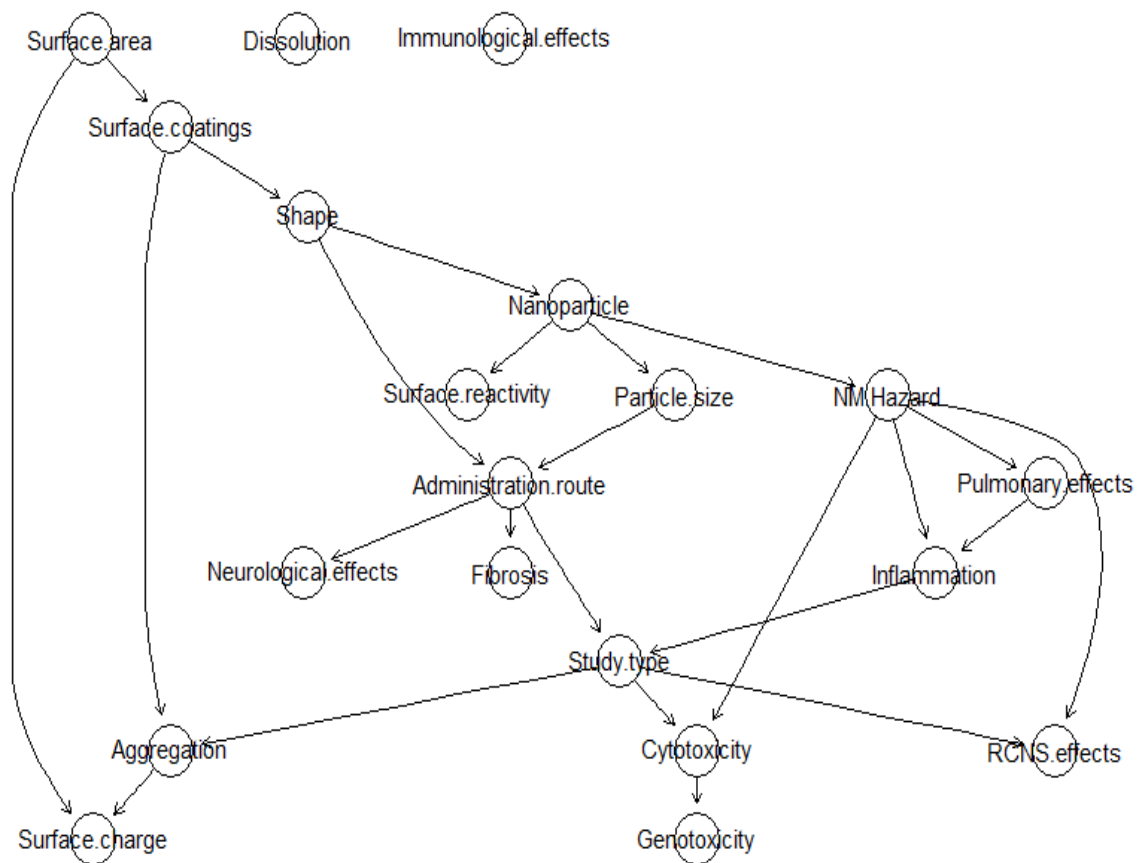 Surface.area
Dissolution
Immunological.effects
Surface.coatings
Shape
Nanoparticle
Surface.reactivity
Particle.size
NM.Hazard
Administration.route
Pulmonary.effects
Neurological.effects
Fibrosis
Inflammation
Study.type
Aggregation
Cytotoxicity
RCNS.effects
Surface.charge
Genotoxicity